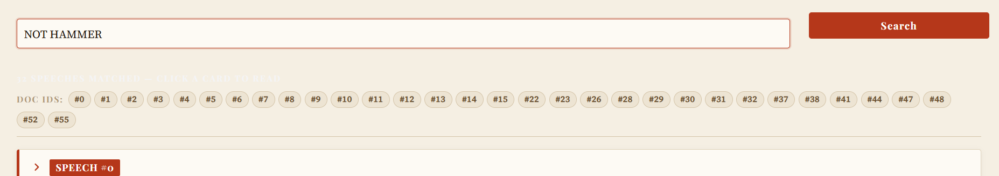 NOT HAMMER
Search
32 SPEECHES MATCHED — CLICK A CARD TO READ
DOC IDS: #0 #1 #2 #3 #4 #5 #6 #7 #8 #9 #10 #11 #12 #13 #14 #15 #22 #23 #26 #28 #29 #30 #31 #32 #37 #38 #41 #44 #47 #48
#52 #55
SPEECH #0